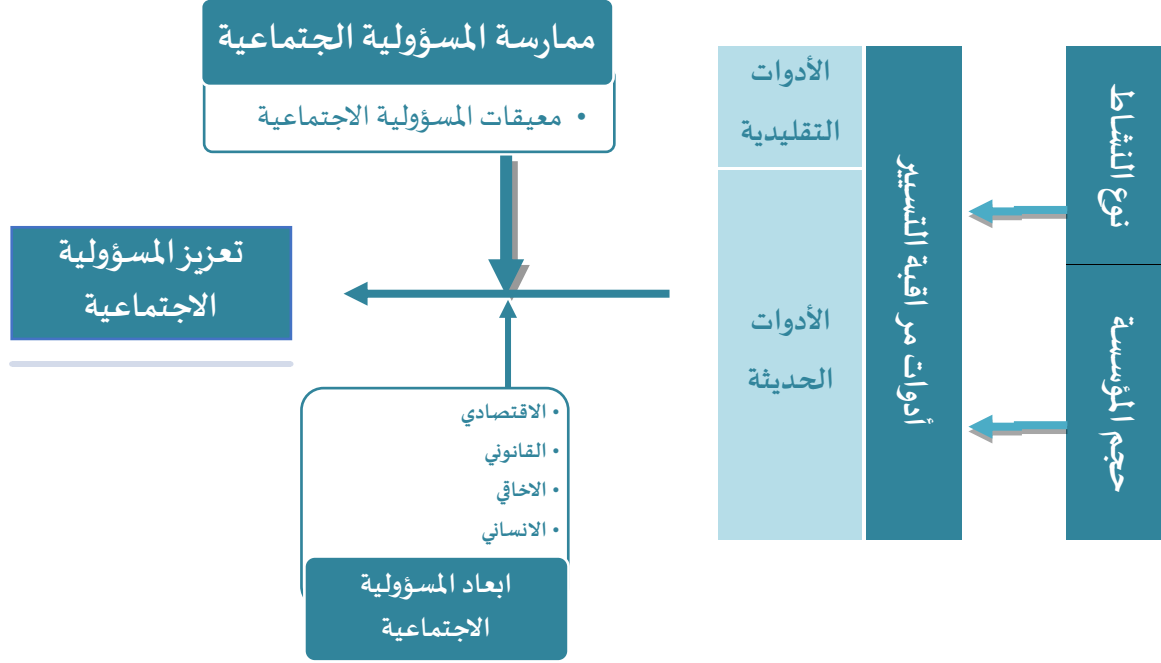 ممارسة المسؤولية الجتماعية
• معيقات المسؤولية الاجتماعية
نوع النشاط
حجم المؤسسة
أدوات مراقبة التسيير
الأدوات
التقليدية
الأدوات
الحديثة
تعزيز المسؤولية
الاجتماعية
• الاقتصادي
• القانوني
• الاخاقي
• الانساني
ابعاد المسؤولية
الاجتماعية